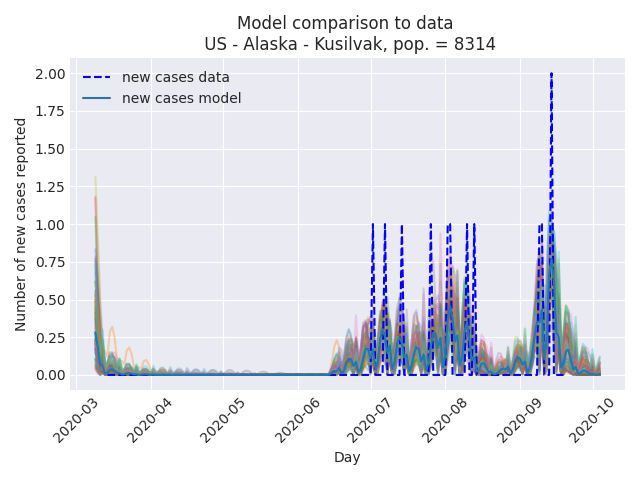 Model comparison to data
US - Alaska - Kusilvak, pop. = 8314
new cases data
new cases model
Number of new cases reported
2.00
1.75
1.50
1.25
1.00
0.75
0.50
0.25
0.00
2020-03
2020-04
2020-05
2020-06
2020-07
2020-08
2020-09
2020-10
Day